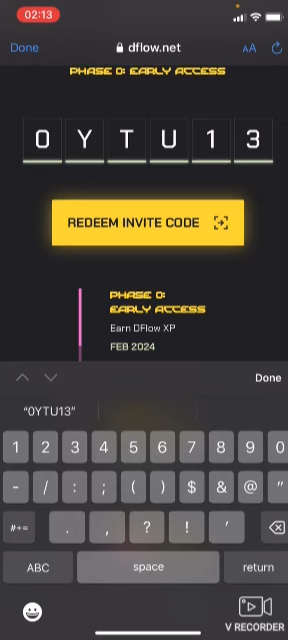 02:13
Done dflow.net AA
PHASE 0: EARLY ACCESS
0 Y T U 1 3
REDEEM INVITE CODE
PHASE 0:
EARLY ACCESS
Earn DFlow XP
FEB 2024
Done
“0YTU13”
1 2 3 4 5 6 7 8 9 0
- / : ; ( ) $ & @ "
#+= . , ? ! ’
ABC space return
V RECORDER